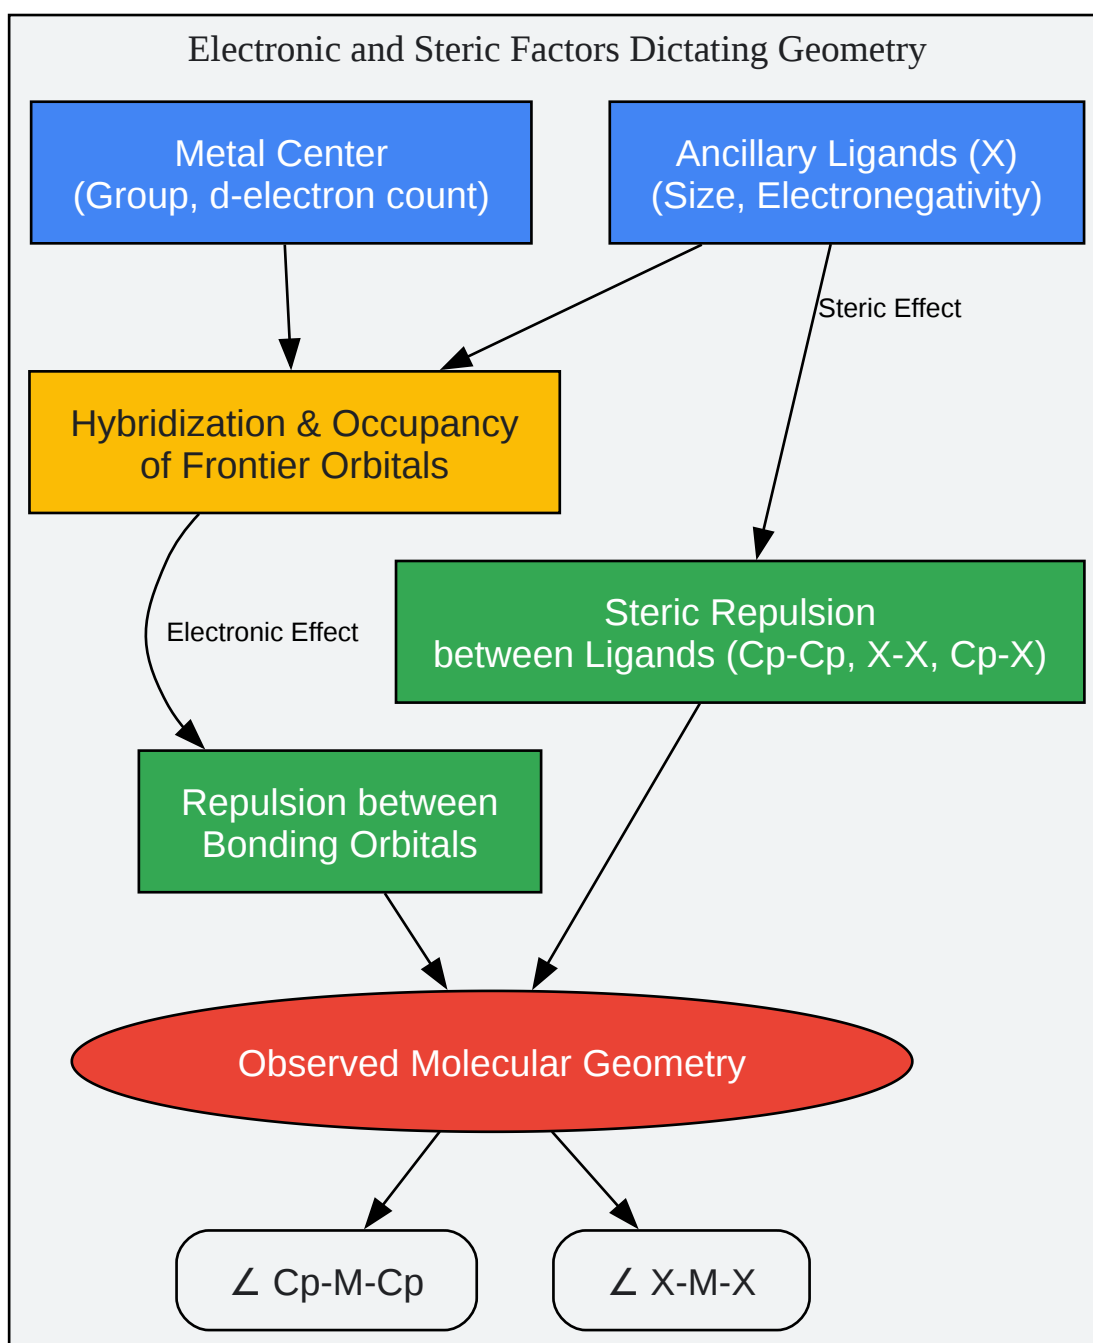 Electronic and Steric Factors Dictating Geometry
Metal Center
(Group, d-electron count)
Ancillary Ligands (X)
(Size, Electronegativity)
Steric Effect
Hybridization & Occupancy
of Frontier Orbitals
Electronic Effect
Steric Repulsion
between Ligands (Cp-Cp, X-X, Cp-X)
Repulsion between
Bonding Orbitals
Observed Molecular Geometry
∠ Cp-M-Cp
∠ X-M-X